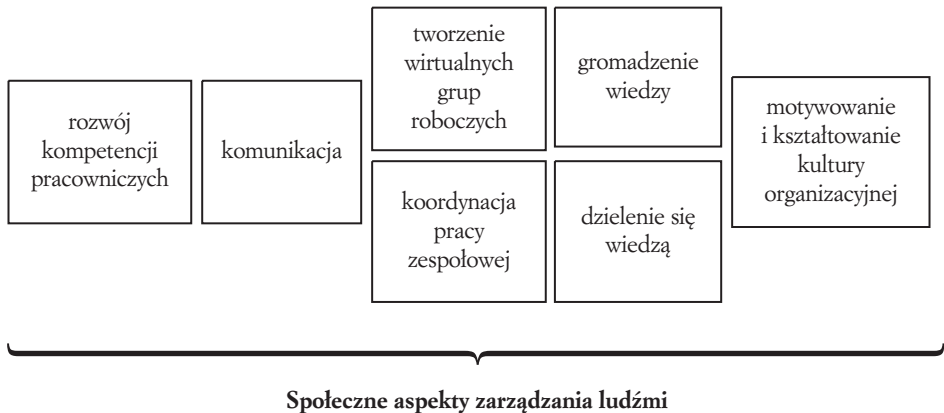 rozwój
kompetencji
pracowniczych
komunikacja
tworzenie
wirtualnych
grup
roboczych
koordynacja
pracy
zespołowej
gromadzenie
wiedzy
dzielenie się
wiedzą
motywowanie
i kształtowanie
kultury
organizacyjnej
Społeczne aspekty zarządzania ludźmi